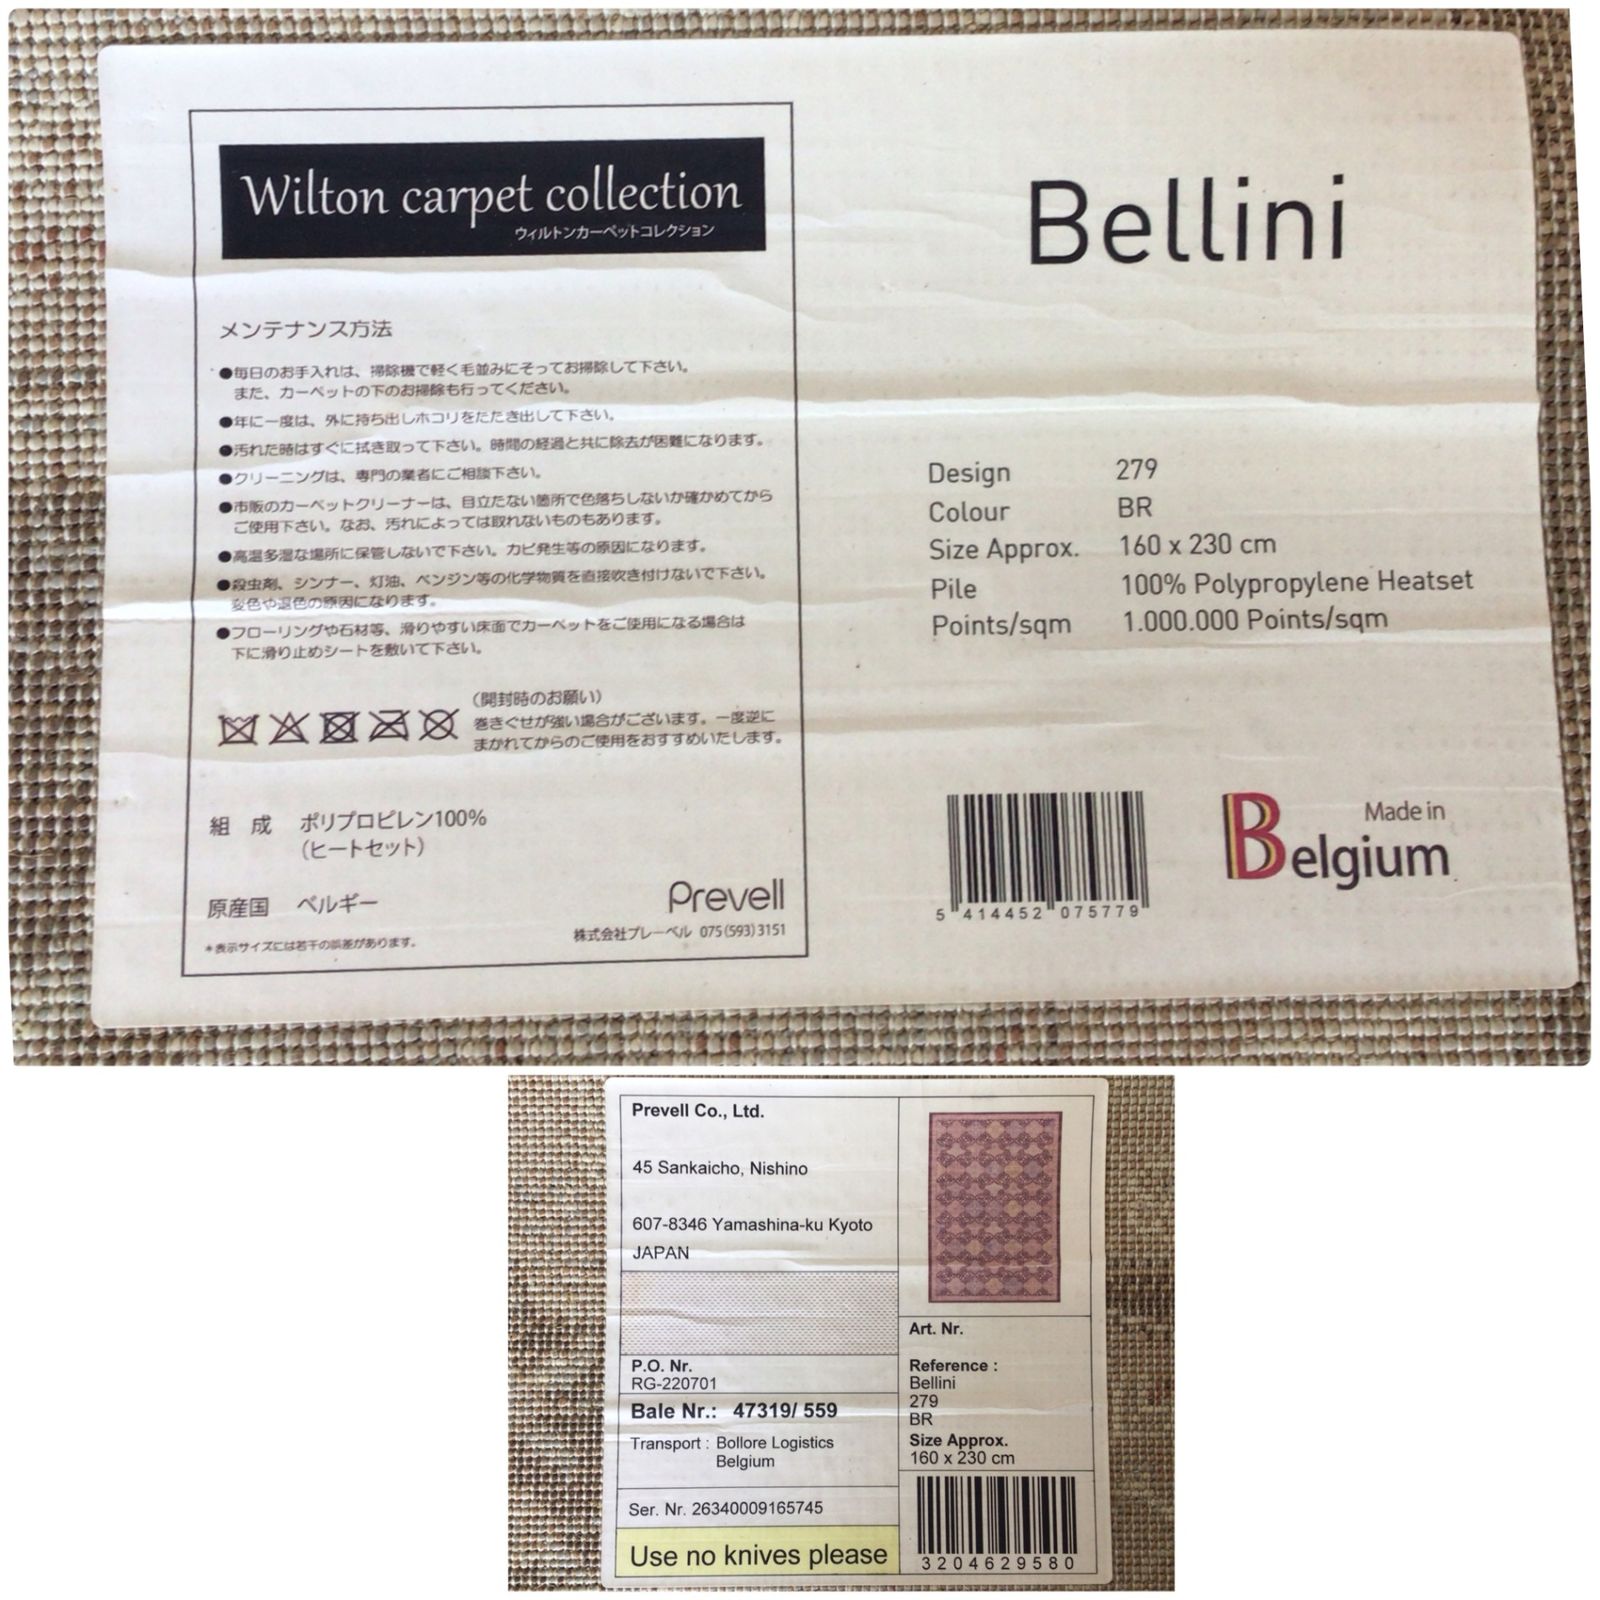 Wilton carpet collection
ウィルトンカーペットコレクション
メンテナンス方法
●毎日のお手入れは、掃除機で軽く毛並みにそってお掃除して下さい。
また、カーペットの下のお掃除も行ってください。
●年に一度は、外に持ち出しホコリをたたき出して下さい。
●汚れた時はすぐに拭き取って下さい。時間の経過と共に除去が困難になります。
●クリーニングは、専門の業者にご相談下さい。
●市販のカーペットクリーナーは、目立たない箇所で色落ちしないか確かめてから
ご使用下さい。なお、汚れによっては取れないものもあります。
●高温多湿な場所に保管しないで下さい。カビ発生等の原因になります。
●殺虫剤、シンナー、灯油、ベンジン等の化学物質を直接吹き付けないで下さい。
変色や退色の原因になります。
●フローリングや石材等、滑りやすい床面でカーペットをご使用になる場合は
下に滑り止めシートを敷いて下さい。
（開封時のお願い）
巻きぐせが強い場合がございます。一度逆に
まかれてからのご使用をおすすめいたします。
組 成 ポリプロピレン100%
（ヒートセット）
原産国 ベルギー
＊表示サイズには若干の誤差があります。
Prevell
株式会社プレーベル 075(593)3151
Bellini
Design 279
Colour BR
Size Approx. 160 x 230 cm
Pile 100% Polypropylene Heatset
Points/sqm 1.000.000 Points/sqm
5 414452 075779
Made in
Belgium
Prevell Co., Ltd.
45 Sankaicho, Nishino
607-8346 Yamashina-ku Kyoto
JAPAN
P.O. Nr.
RG-220701
Bale Nr.: 47319/ 559
Transport : Bollore Logistics
Belgium
Ser. Nr. 26340009165745
Use no knives please
Art. Nr.
Reference :
Bellini
279
BR
Size Approx.
160 x 230 cm
3204629580